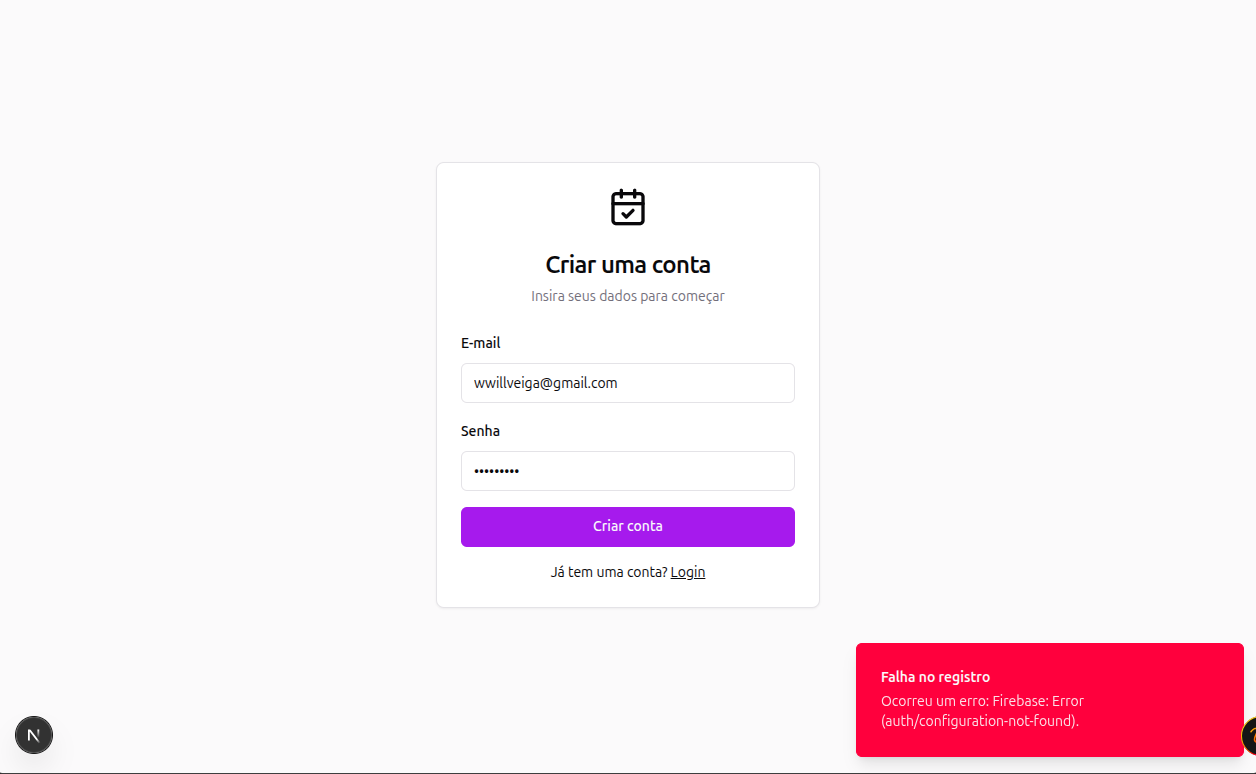 Criar uma conta
Insira seus dados para começar
E-mail
wwillveiga@gmail.com
Senha
•••••••••
Criar conta
Já tem uma conta? Login
Falha no registro
Ocorreu um erro: Firebase: Error
(auth/configuration-not-found).
N